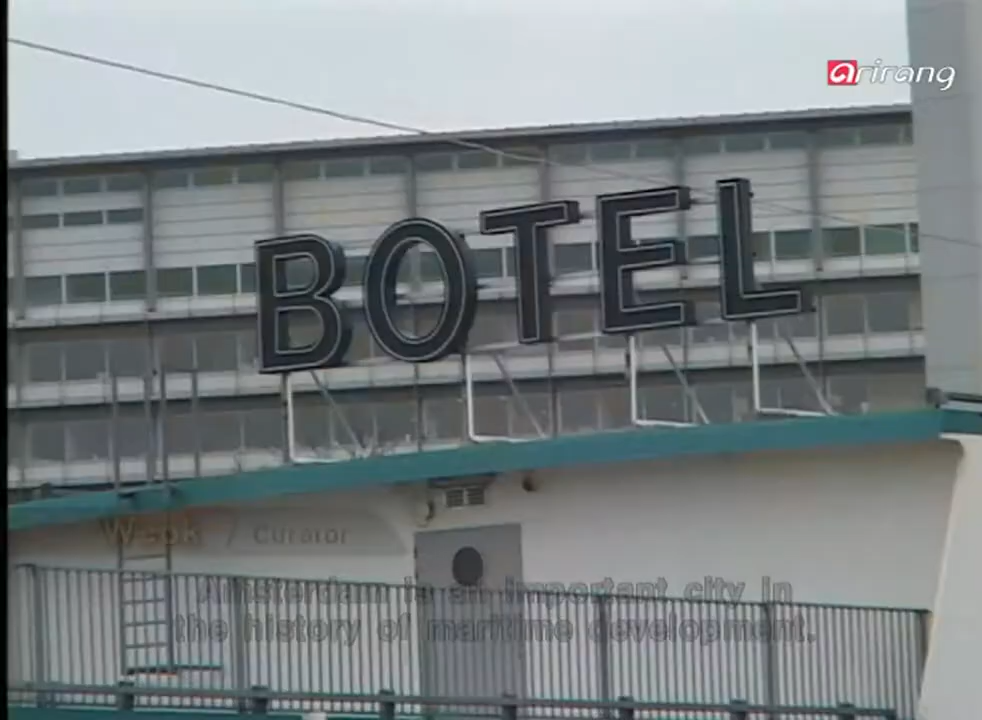 arirang
BOTEL
Curator
Amsterdam is an important city in
the history of maritime development.